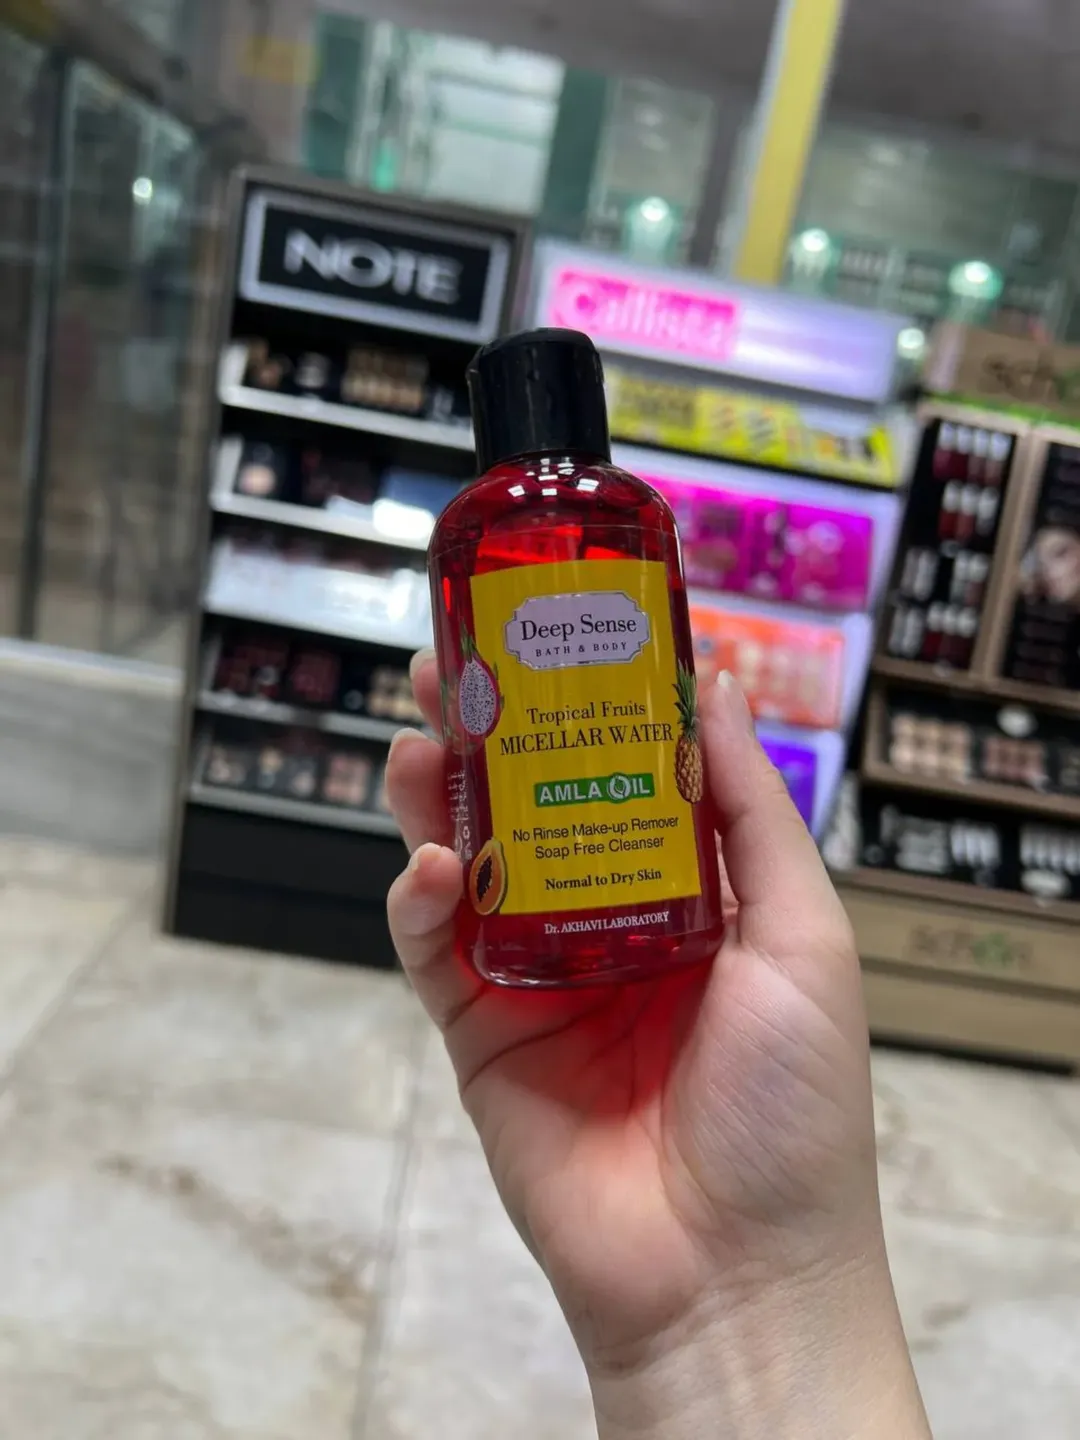 NOTE
Callista
Deep Sense
BATH & BODY
Tropical Fruits
MICELLAR WATER
AMLA OIL
No Rinse Make-up Remover
Soap Free Cleanser
Normal to Dry Skin
Dr. AKHAVI LABORATORY